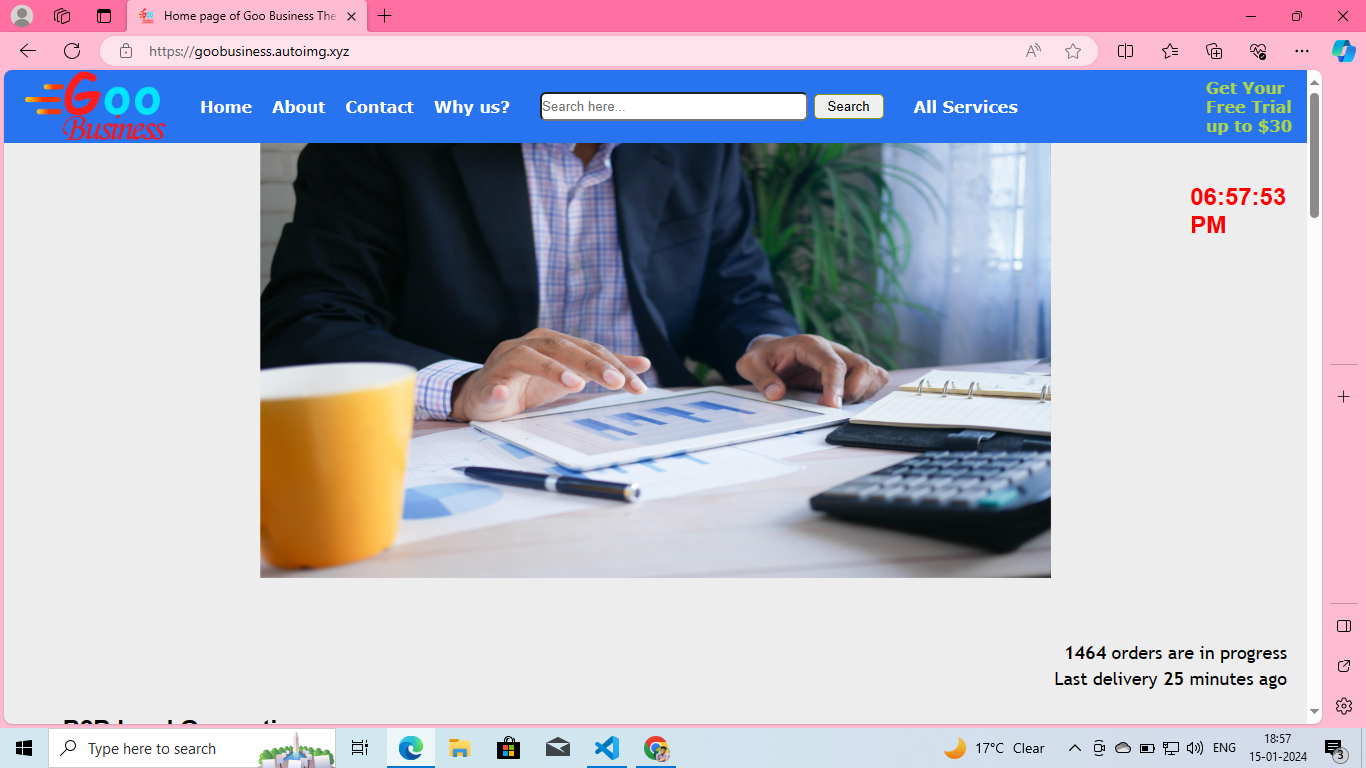 Home page of Goo Business The
https://goobusiness.autoimg.xyz
Goo
Business
Home
About
Contact
Why us?
Search here...
Search
All Services
Get Your
Free Trial
up to $30
06:57:53
PM
1464 orders are in progress
Last delivery 25 minutes ago
Type here to search
17°C Clear
ENG
18:57
15-01-2024
3